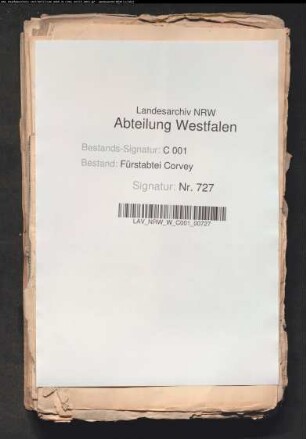 Landesarchiv NRW
Abteilung Westfalen
Bestands-Signatur: C 001
Bestand: Fürstabtei Corvey
Signatur: Nr. 727
LAV_NRW_W_C001_00727